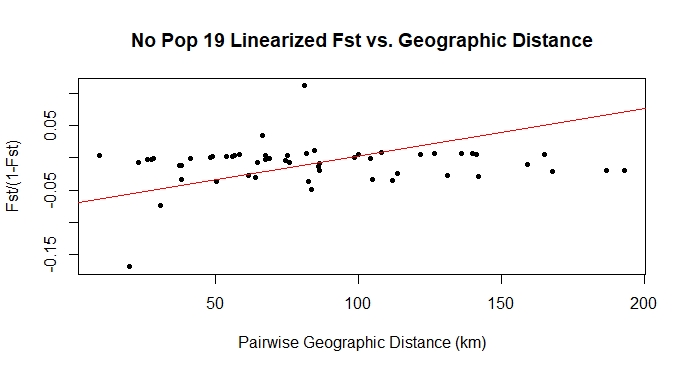 No Pop 19 Linearized Fst vs. Geographic Distance
Fst/(1-Fst)
0.05
-0.05
-0.15
50
100
150
200
Pairwise Geographic Distance (km)